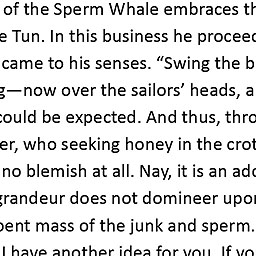 of the Sperm Whale embraces th
e Tun. In this business he proceed
came to his senses. “Swing the b
g—now over the sailors’ heads, a
could be expected. And thus, thro
er, who seeking honey in the crot
no blemish at all. Nay, it is an add
grandeur does not domineer upon
pent mass of the junk and sperm.
I have another idea for you. If yo